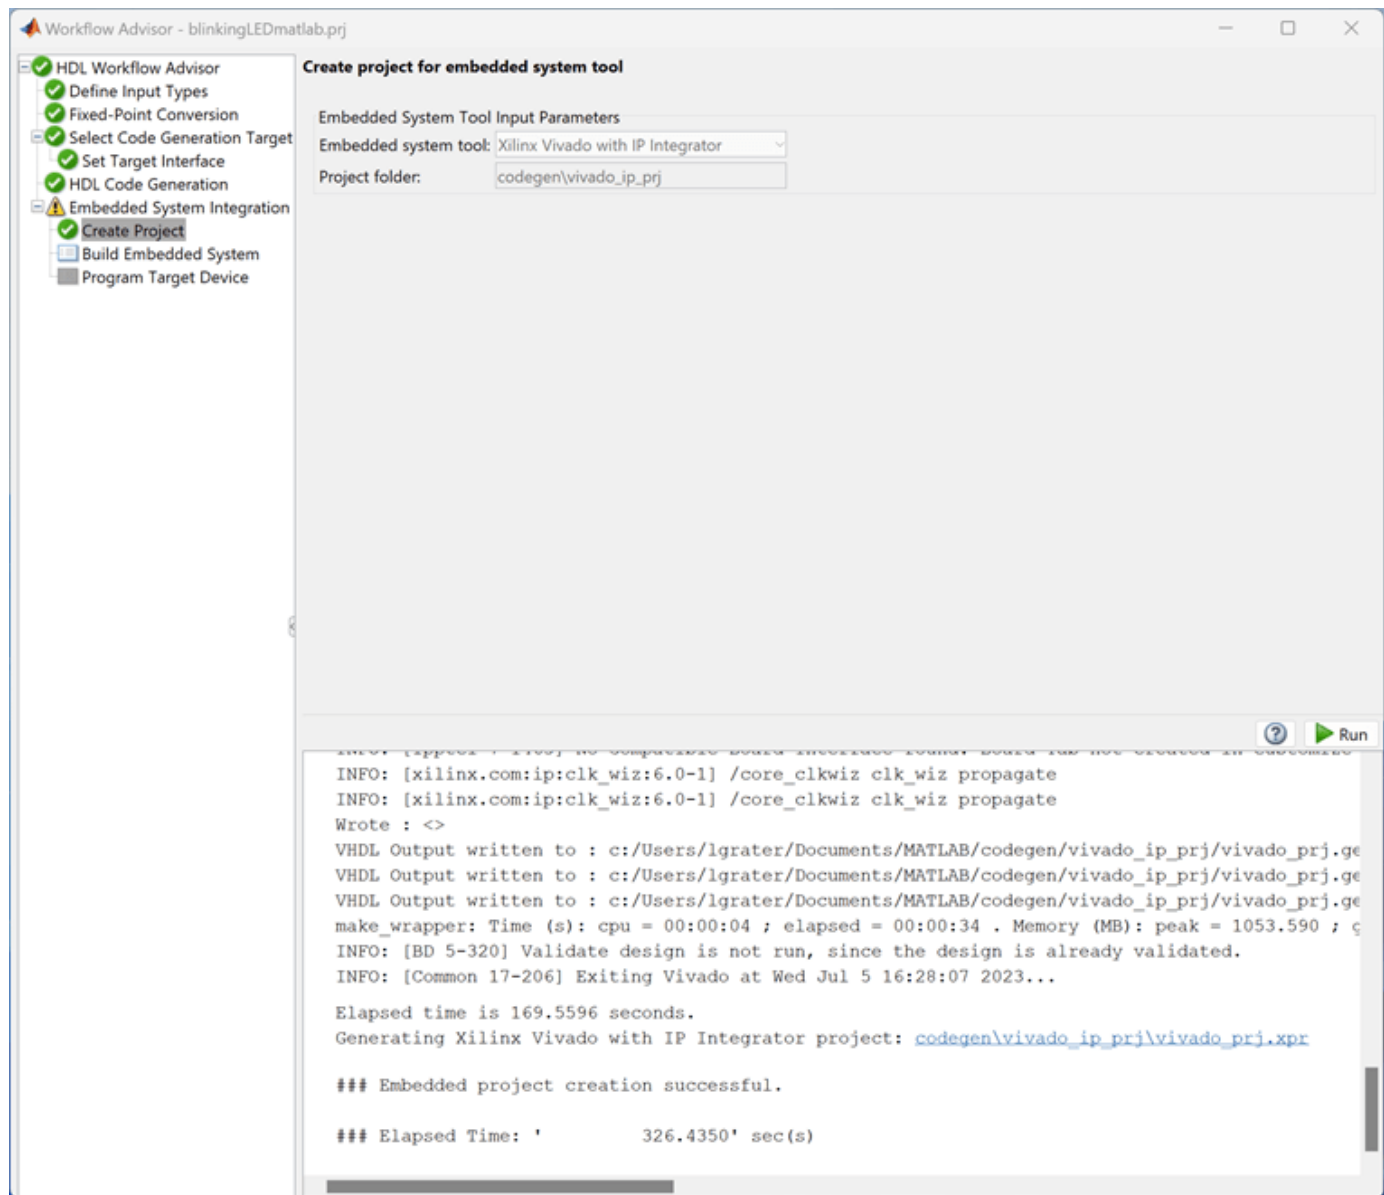 Workflow Advisor - blinkingLEDmatlab.prj
HDL Workflow Advisor
Define Input Types
Fixed-Point Conversion
Select Code Generation Target
Set Target Interface
HDL Code Generation
Embedded System Integration
Create Project
Build Embedded System
Program Target Device
Create project for embedded system tool
Embedded System Tool Input Parameters
Embedded system tool: Xilinx Vivado with IP Integrator
Project folder: codegen\vivado_ip_prj
Run
INFO: [xilinx.com:ip:clk_wiz:6.0-1] /core_clkwiz clk_wiz propagate
INFO: [xilinx.com:ip:clk_wiz:6.0-1] /core_clkwiz clk_wiz propagate
Wrote : <>
VHDL Output written to : c:/Users/lgrater/Documents/MATLAB/codegen/vivado_ip_prj/vivado_prj.ge
VHDL Output written to : c:/Users/lgrater/Documents/MATLAB/codegen/vivado_ip_prj/vivado_prj.ge
VHDL Output written to : c:/Users/lgrater/Documents/MATLAB/codegen/vivado_ip_prj/vivado_prj.ge
make_wrapper: Time (s): cpu = 00:00:04 ; elapsed = 00:00:34 . Memory (MB): peak = 1053.590 ; g
INFO: [BD 5-320] Validate design is not run, since the design is already validated.
INFO: [Common 17-206] Exiting Vivado at Wed Jul 5 16:28:07 2023...
Elapsed time is 169.5596 seconds.
Generating Xilinx Vivado with IP Integrator project: codegen\vivado_ip_prj\vivado_prj.xpr
### Embedded project creation successful.
### Elapsed Time: ' 326.4350' sec(s)